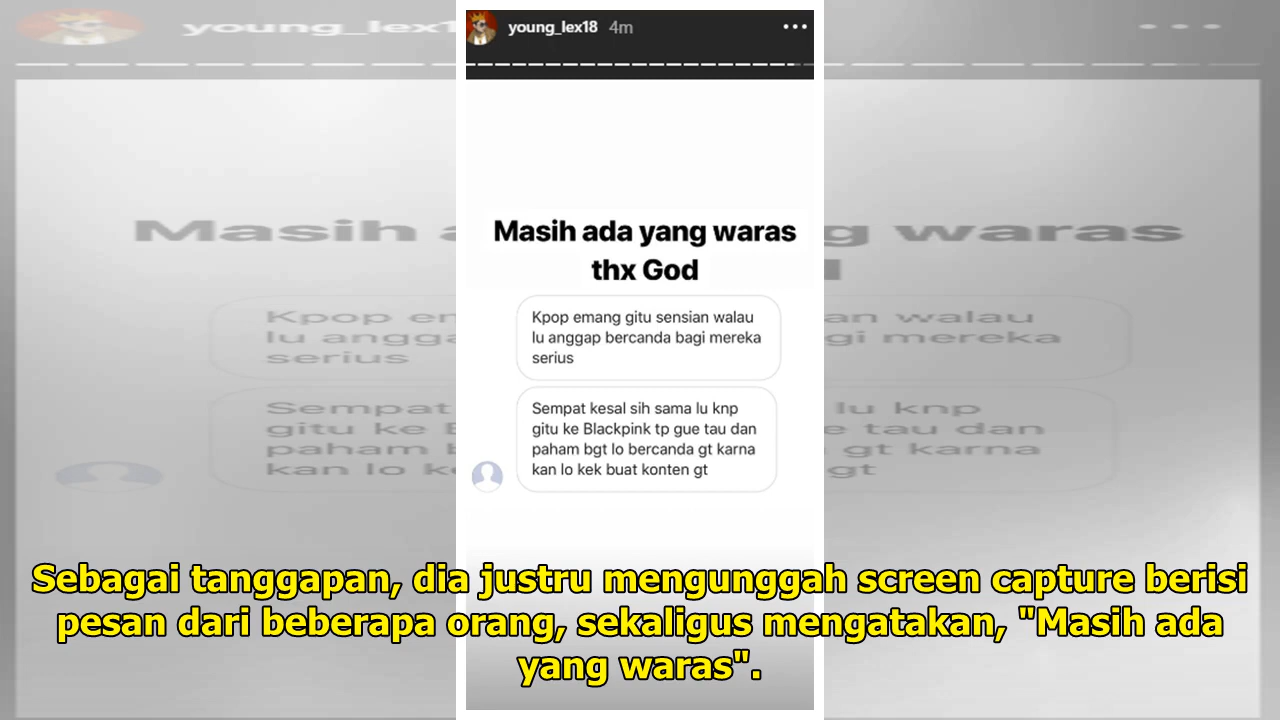 young_lex18 4m
Masih ada yang waras
thx God
Kpop emang gitu sensian walau
lu anggap bercanda bagi mereka
serius
Sempat kesal sih sama lu knp
gitu ke Blackpink tp gue tau dan
paham bgt lo bercanda gt karna
kan lo kek buat konten gt
Sebagai tanggapan, dia justru mengunggah screen capture berisi
pesan dari beberapa orang, sekaligus mengatakan, "Masih ada
yang waras".